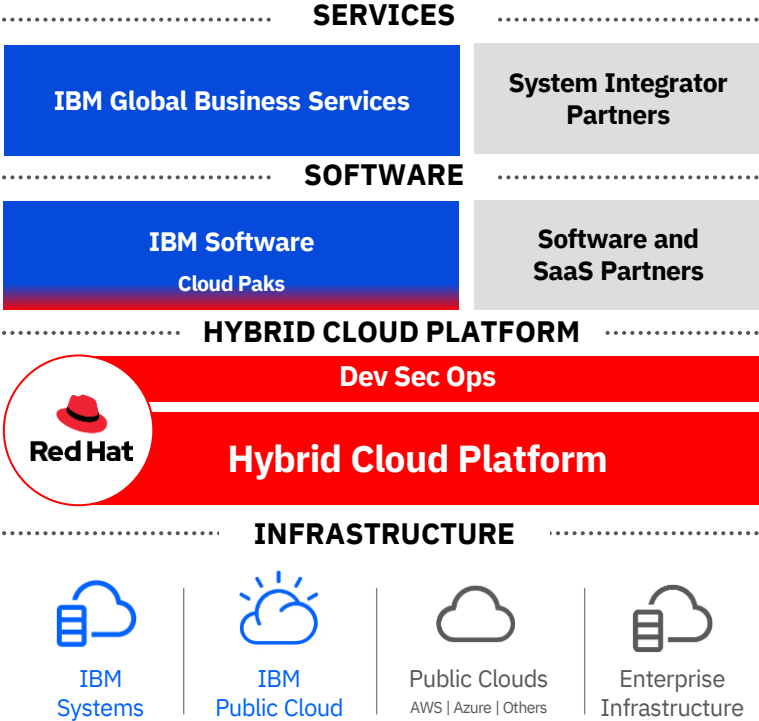 SERVICES
IBM Global Business Services
System Integrator
Partners
SOFTWARE
IBM Software
Cloud Paks
Software and
SaaS Partners
HYBRID CLOUD PLATFORM
Dev Sec Ops
Red Hat
Hybrid Cloud Platform
INFRASTRUCTURE
IBM
Systems
IBM
Public Cloud
Public Clouds
AWS | Azure | Others
Enterprise
Infrastructure